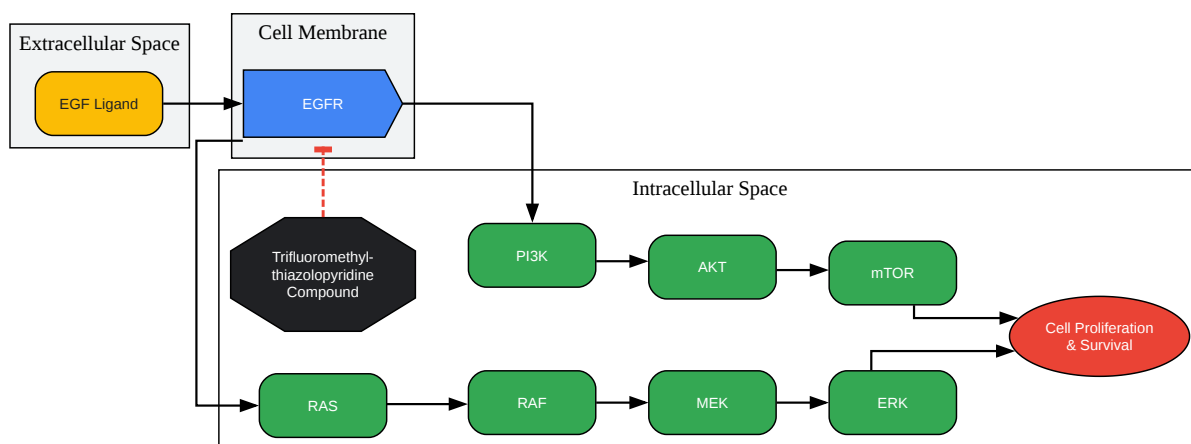 Extracellular Space
Cell Membrane
EGF Ligand
EGFR
Intracellular Space
Trifluoromethyl-
thiazolopyridine
Compound
PI3K
AKT
mTOR
Cell Proliferation
& Survival
RAS
RAF
MEK
ERK